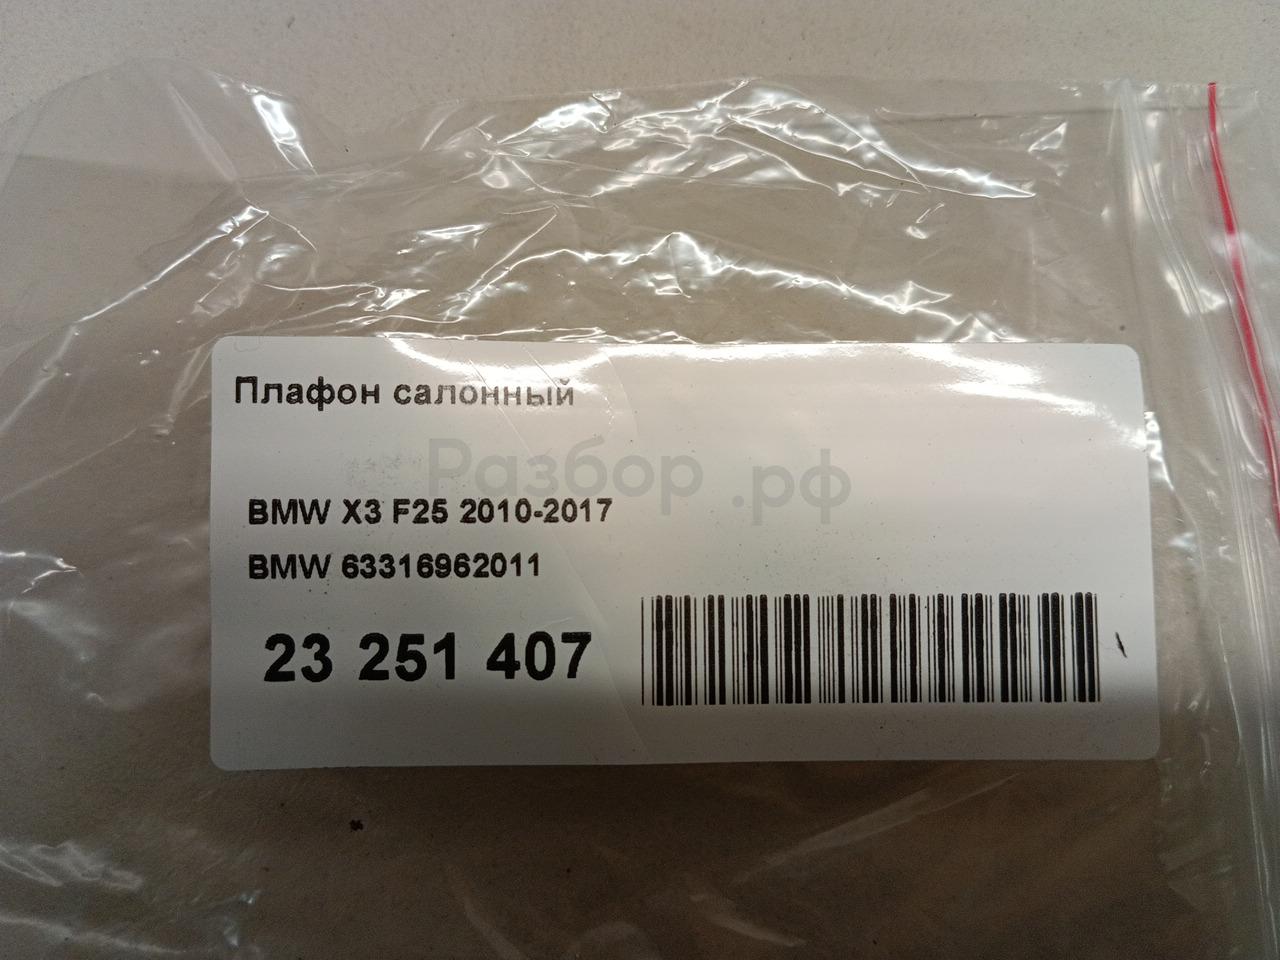 Плафон салонный
Разбор.рф
BMW X3 F25 2010-2017
BMW 63316962011
23 251 407